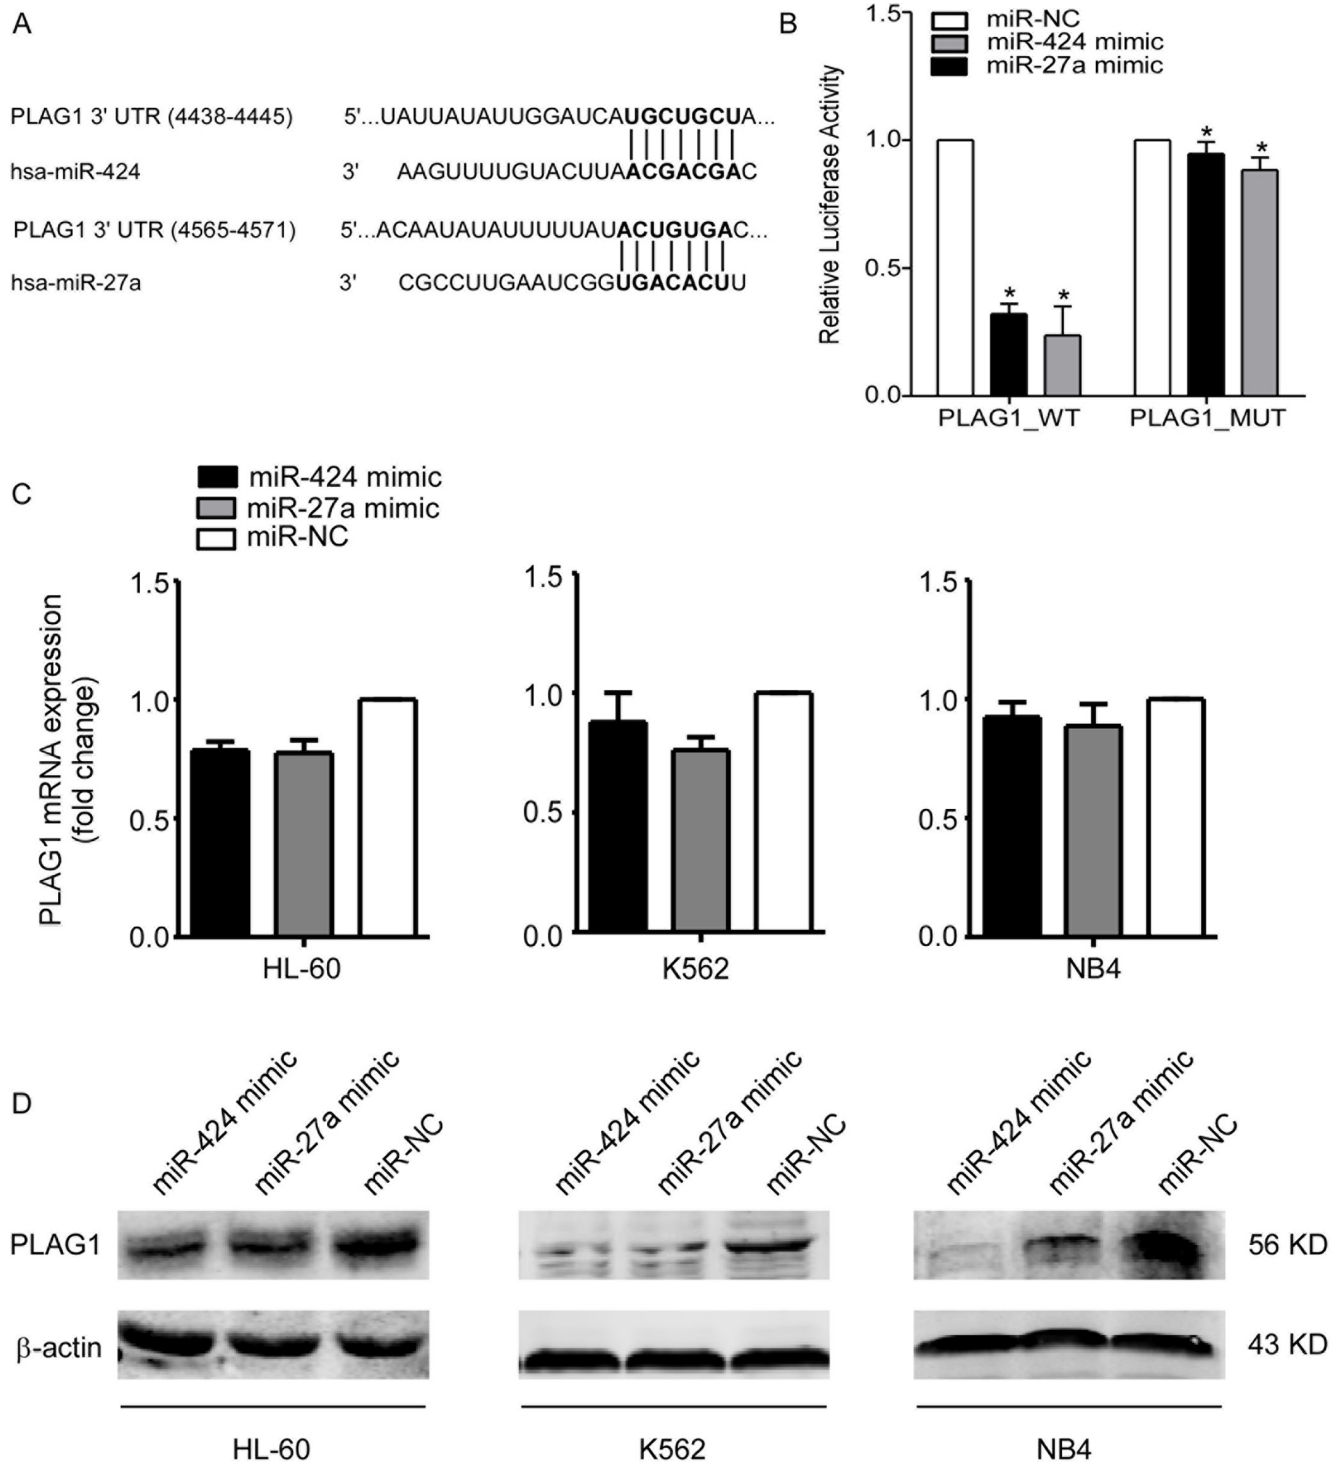 A
PLAG1 3' UTR (4438-4445) 5'...UAUUAUAUUGGAUCAUGCUGCUA...
hsa-miR-424 3' AAGUUUUGUACUUAACGACGAC
PLAG1 3' UTR (4565-4571) 5'...ACAAUAUAUUUUUAUACUGUGAC...
hsa-miR-27a 3' CGCCUUGAAUCGGUGACACUU
B
miR-NC
miR-424 mimic
miR-27a mimic
Relative Luciferase Activity
1.5
1.0
0.5
0.0
* * * *
PLAG1_WT PLAG1_MUT
C
miR-424 mimic
miR-27a mimic
miR-NC
PLAG1 mRNA expression
(fold change)
1.5
1.0
0.5
0.0
HL-60
1.5
1.0
0.5
0.0
K562
1.5
1.0
0.5
0.0
NB4
D
miR-424 mimic miR-27a mimic miR-NC miR-424 mimic miR-27a mimic miR-NC miR-424 mimic miR-27a mimic miR-NC
PLAG1 56 KD
β-actin 43 KD
HL-60 K562 NB4